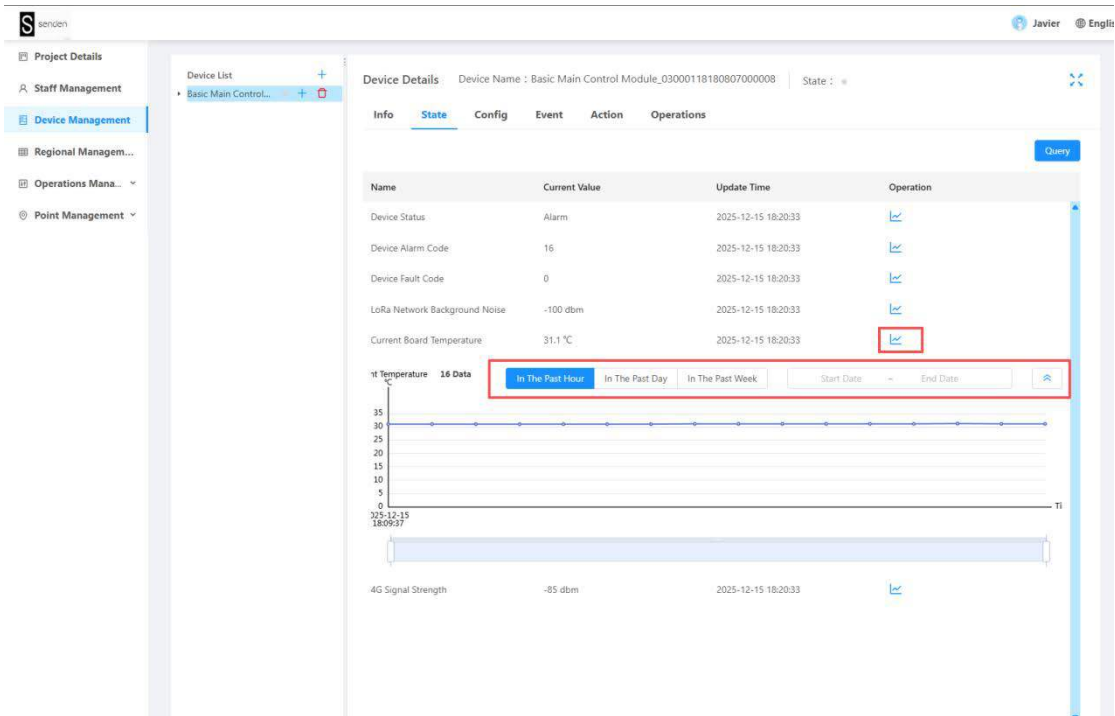 S senden
Javier Englis
Project Details
Staff Management
Device Management
Regional Managem...
Operations Mana...
Point Management
Device List
Basic Main Control...
Device Details Device Name : Basic Main Control Module_03000118180807000008 State :
Info State Config Event Action Operations
Query
Name Current Value Update Time Operation
Device Status Alarm 2025-12-15 18:20:33
Device Alarm Code 16 2025-12-15 18:20:33
Device Fault Code 0 2025-12-15 18:20:33
LoRa Network Background Noise -100 dbm 2025-12-15 18:20:33
Current Board Temperature 31.1 ℃ 2025-12-15 18:20:33
nt Temperature 16 Data In The Past Hour In The Past Day In The Past Week Start Date ~ End Date
℃
35
30
25
20
15
10
5
0
Ti
025-12-15
18:09:37
4G Signal Strength -85 dbm 2025-12-15 18:20:33